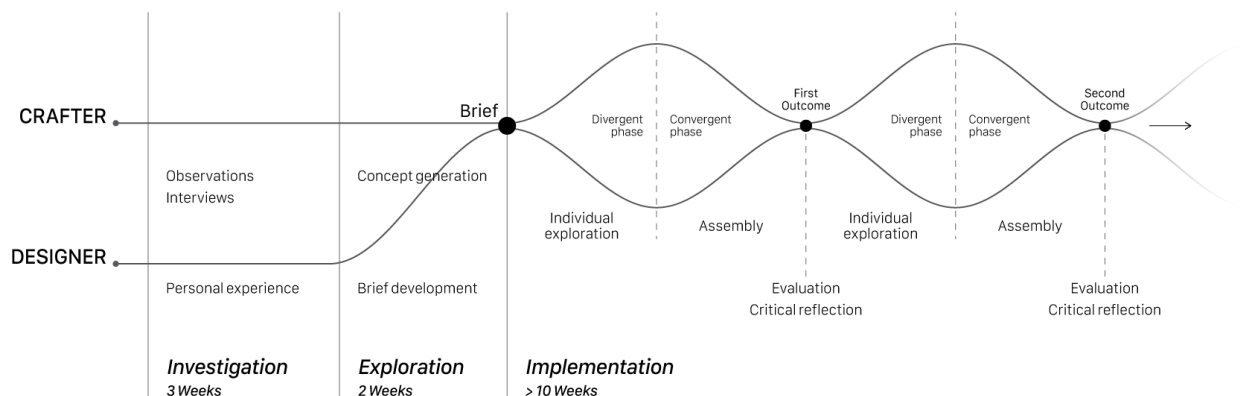 CRAFTER
Brief
First
Outcome
Second
Outcome
Divergent
phase
Convergent
phase
Divergent
phase
Convergent
phase
Observations
Interviews
Concept generation
Individual
exploration
Assembly
Individual
exploration
Assembly
DESIGNER
Personal experience
Brief development
Evaluation
Critical reflection
Evaluation
Critical reflection
Investigation
3 Weeks
Exploration
2 Weeks
Implementation
> 10 Weeks